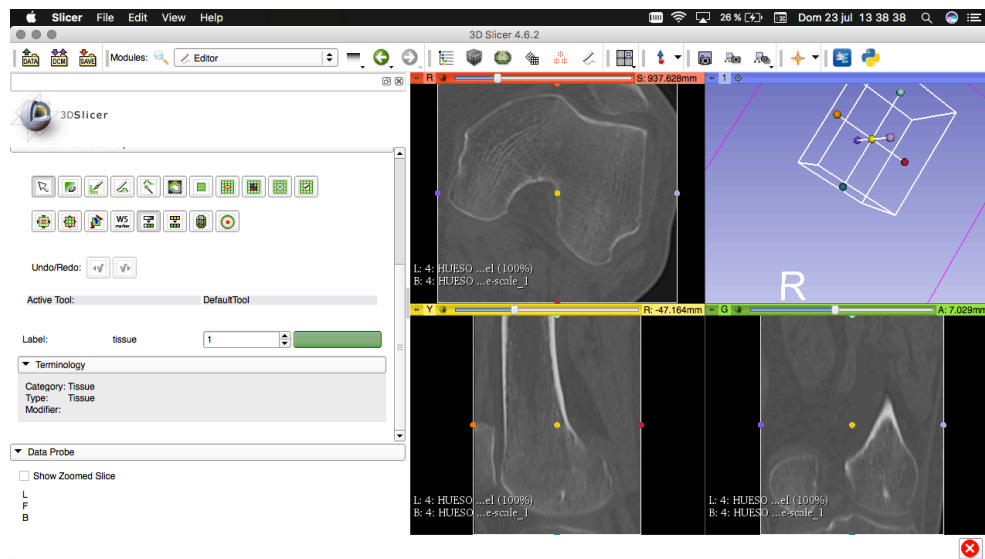 Slicer File Edit View Help 26% Dom 23 jul 13 38 38
3D Slicer 4.6.2
DATA DCM SAVE Modules: Editor
3DSlicer
WS
marker
Undo/Redo:
Active Tool: DefaultTool
Label: tissue 1
Terminology
Category: Tissue
Type: Tissue
Modifier:
Data Probe
Show Zoomed Slice
L
F
B
R S: 937.628mm
L: 4: HUESO ...el (100%)
B: 4: HUESO ...e-scale_1
1
R
Y R: -47.164mm
L: 4: HUESO ...el (100%)
B: 4: HUESO ...e-scale_1
G A: 7.029mm
L: 4: HUESO ...el (100%)
B: 4: HUESO ...e-scale_1